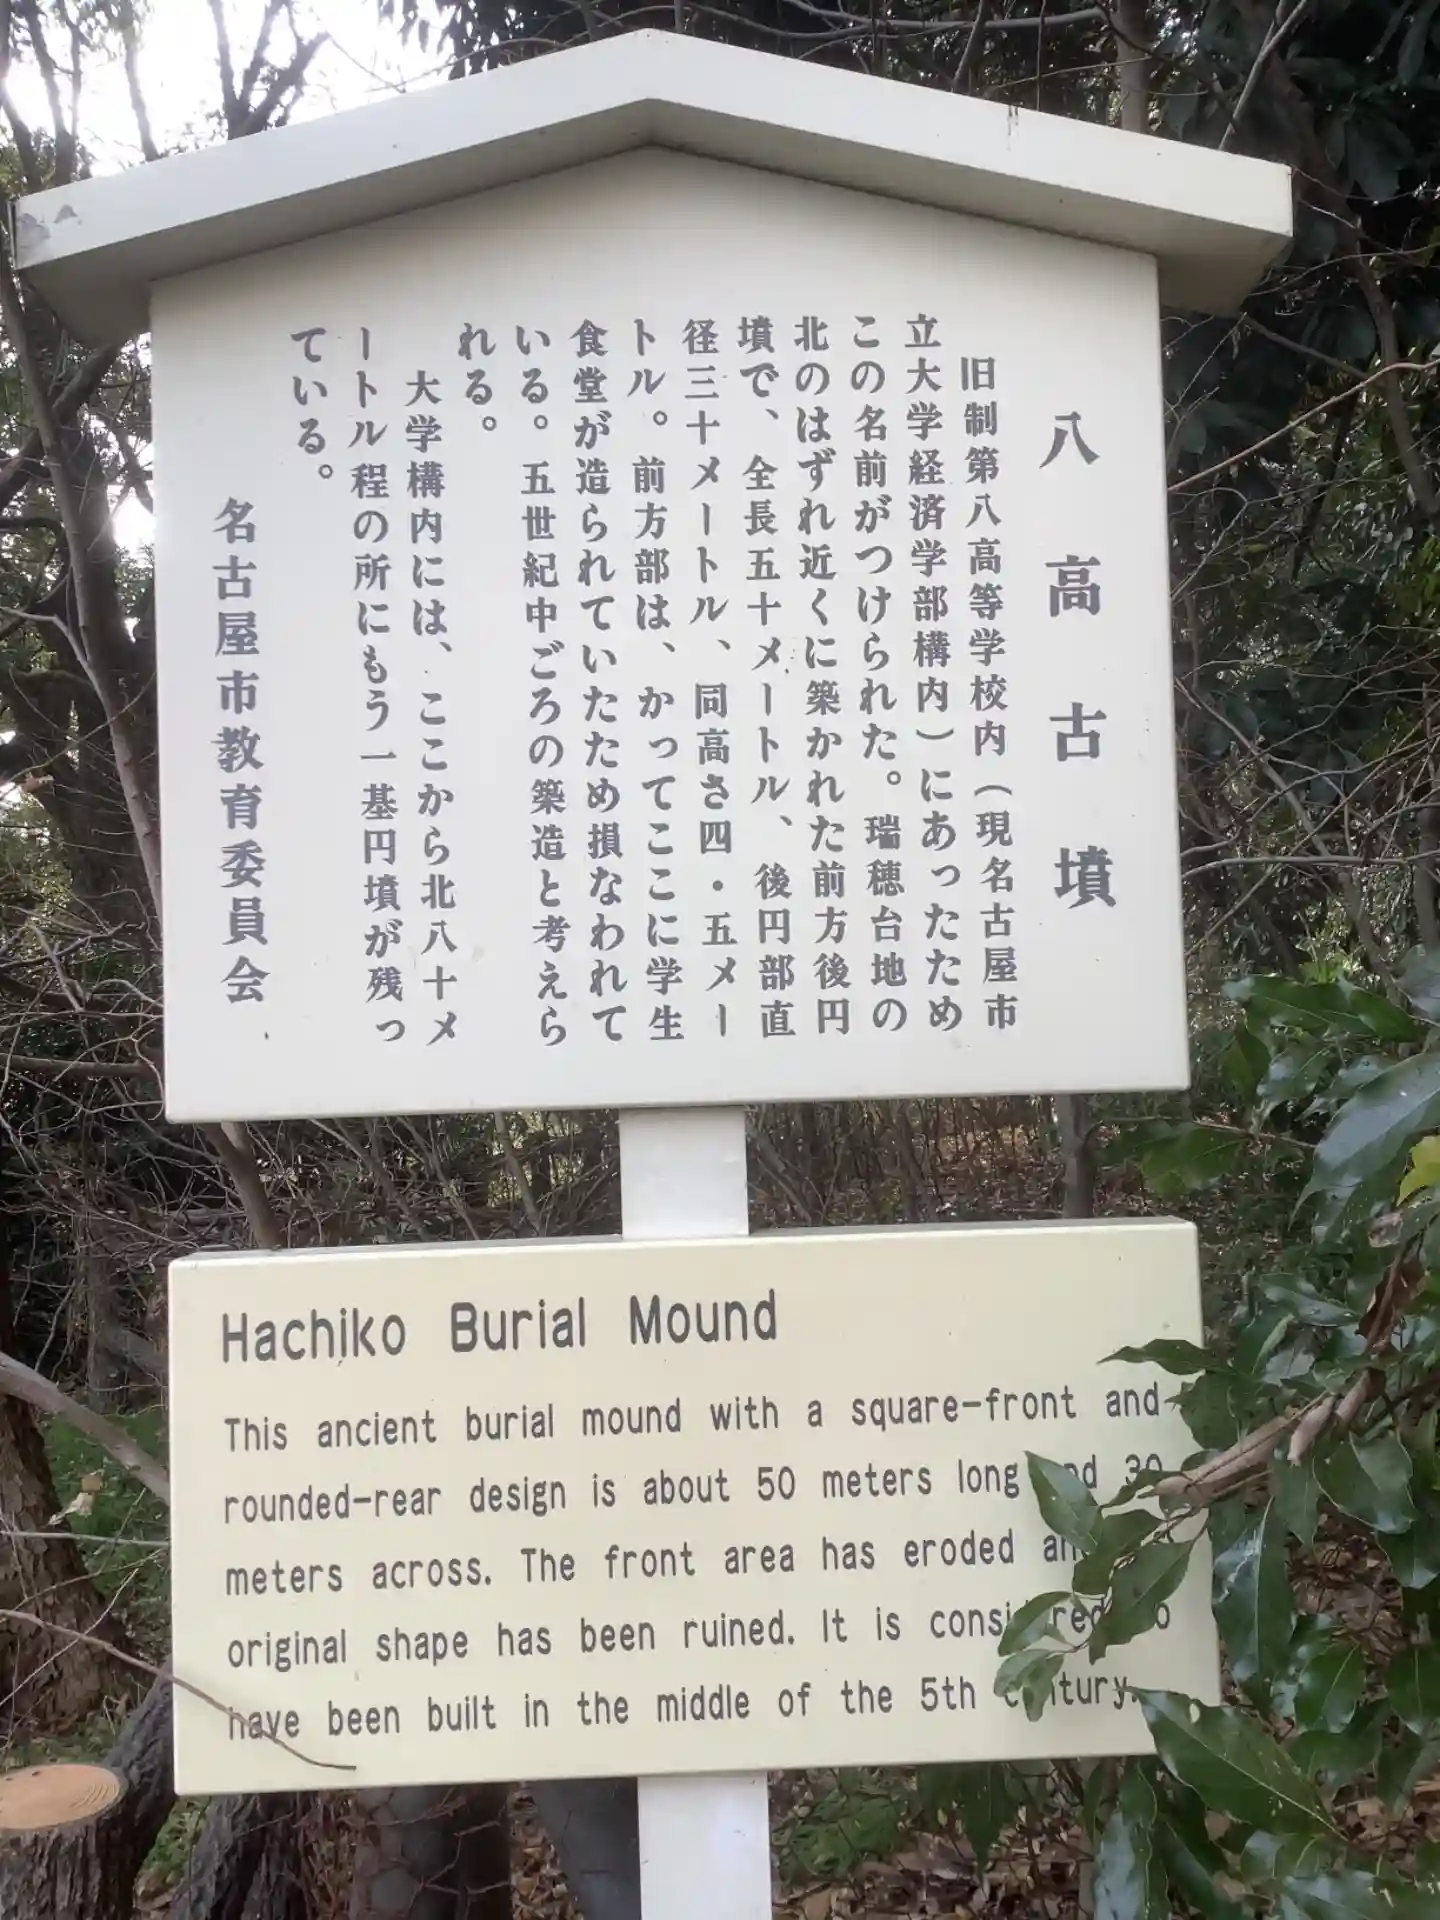 八高古墳
旧制第八高等学校内(現名古屋市
立大学経済学部構内)にあったため
この名前がつけられた。瑞穂台地の
北のはずれ近くに築かれた前方後円
墳で、全長五十メートル、後円部直
径三十メートル、同高さ四・五メー
トル。前方部は、かってここに学生
食堂が造られていたため損なわれて
いる。五世紀中ごろの築造と考えら
れる。
大学構内には、ここから北八十メ
ートル程の所にもう一基円墳が残っ
ている。
名古屋市教育委員会
Hachiko Burial Mound
This ancient burial mound with a square-front and
rounded-rear design is about 50 meters long and 30
meters across. The front area has eroded and
original shape has been ruined. It is considered to
have been built in the middle of the 5th century.